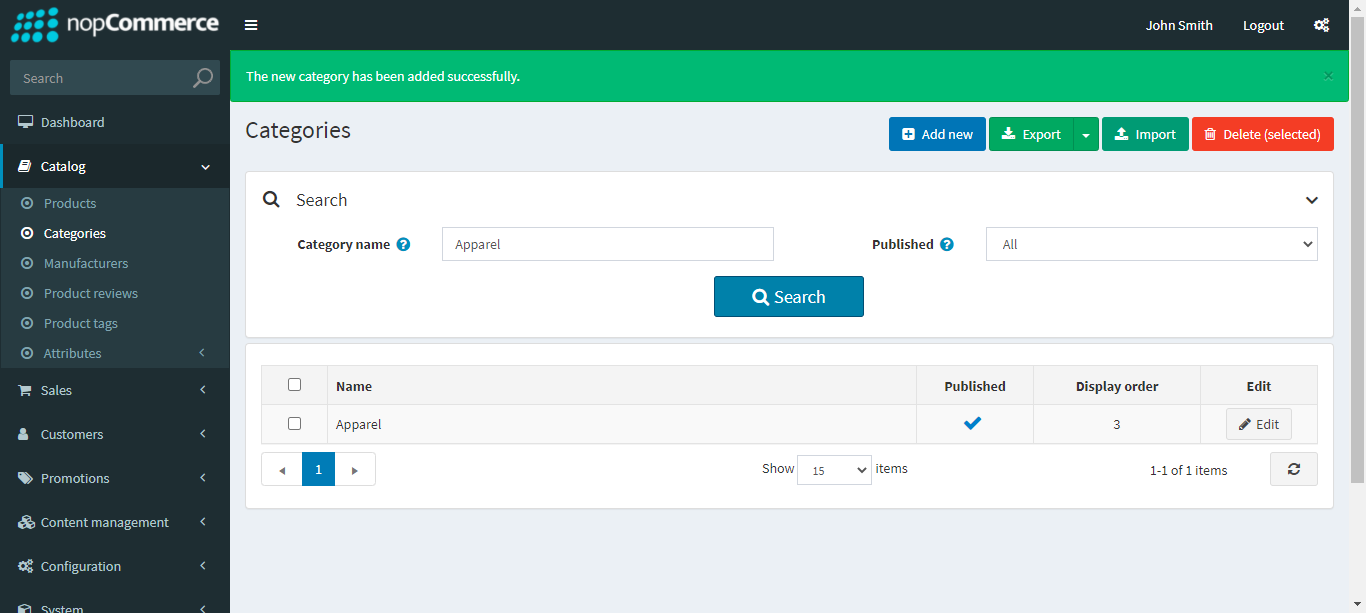 nopCommerce
John Smith
Logout
Search
The new category has been added successfully.
×
Dashboard
Catalog
Products
Categories
Manufacturers
Product reviews
Product tags
Attributes
Sales
Customers
Promotions
Content management
Configuration
System
Categories
Add new
Export
Import
Delete (selected)
Search
Category name
Apparel
Published
All
Search
Name Published Display order Edit
Apparel 3 Edit
1
Show 15 items
1-1 of 1 items